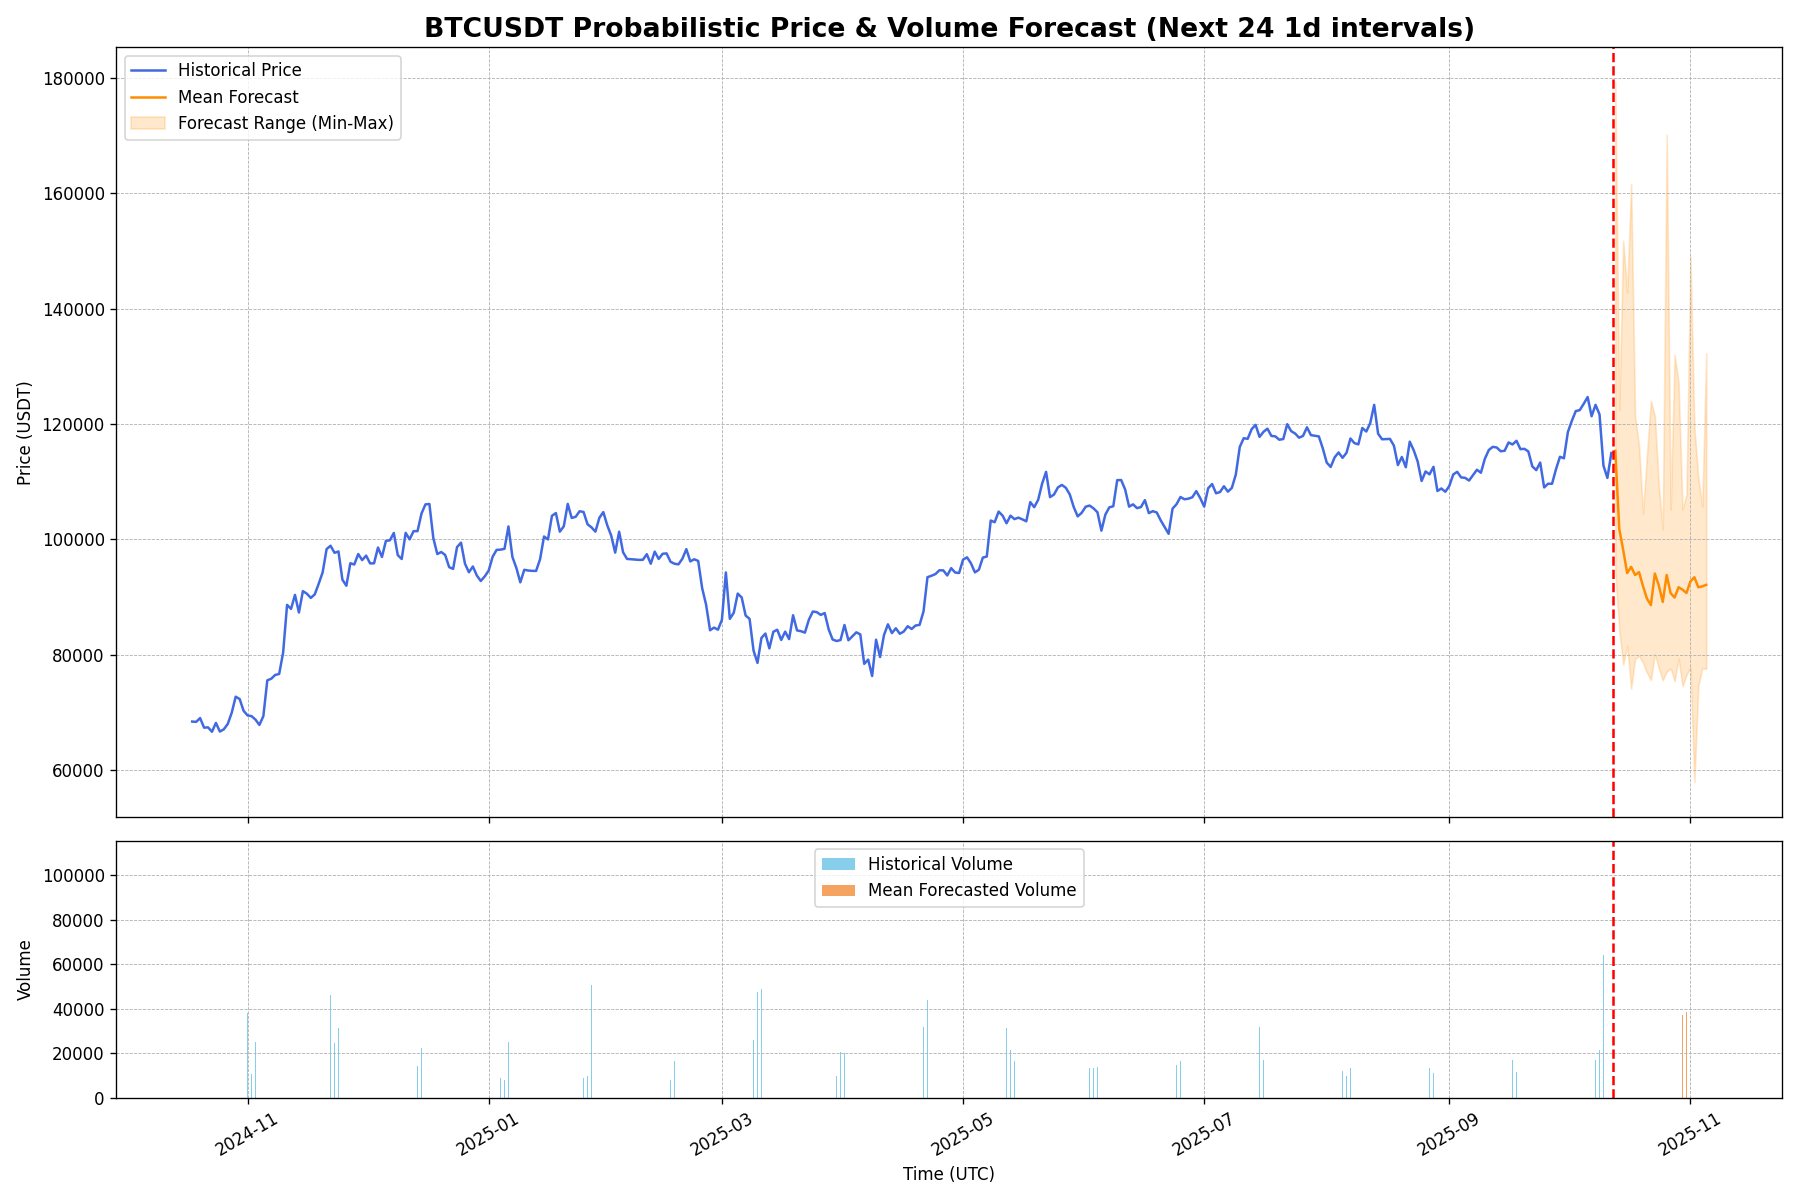 BTCUSDT Probabilistic Price & Volume Forecast (Next 24 1d intervals)
Historical Price
Mean Forecast
Forecast Range (Min-Max)
Price (USDT)
180000
160000
140000
120000
100000
80000
60000
Historical Volume
Mean Forecasted Volume
Volume
100000
80000
60000
40000
20000
0
2024-11
2025-01
2025-03
2025-05
2025-07
2025-09
2025-11
Time (UTC)